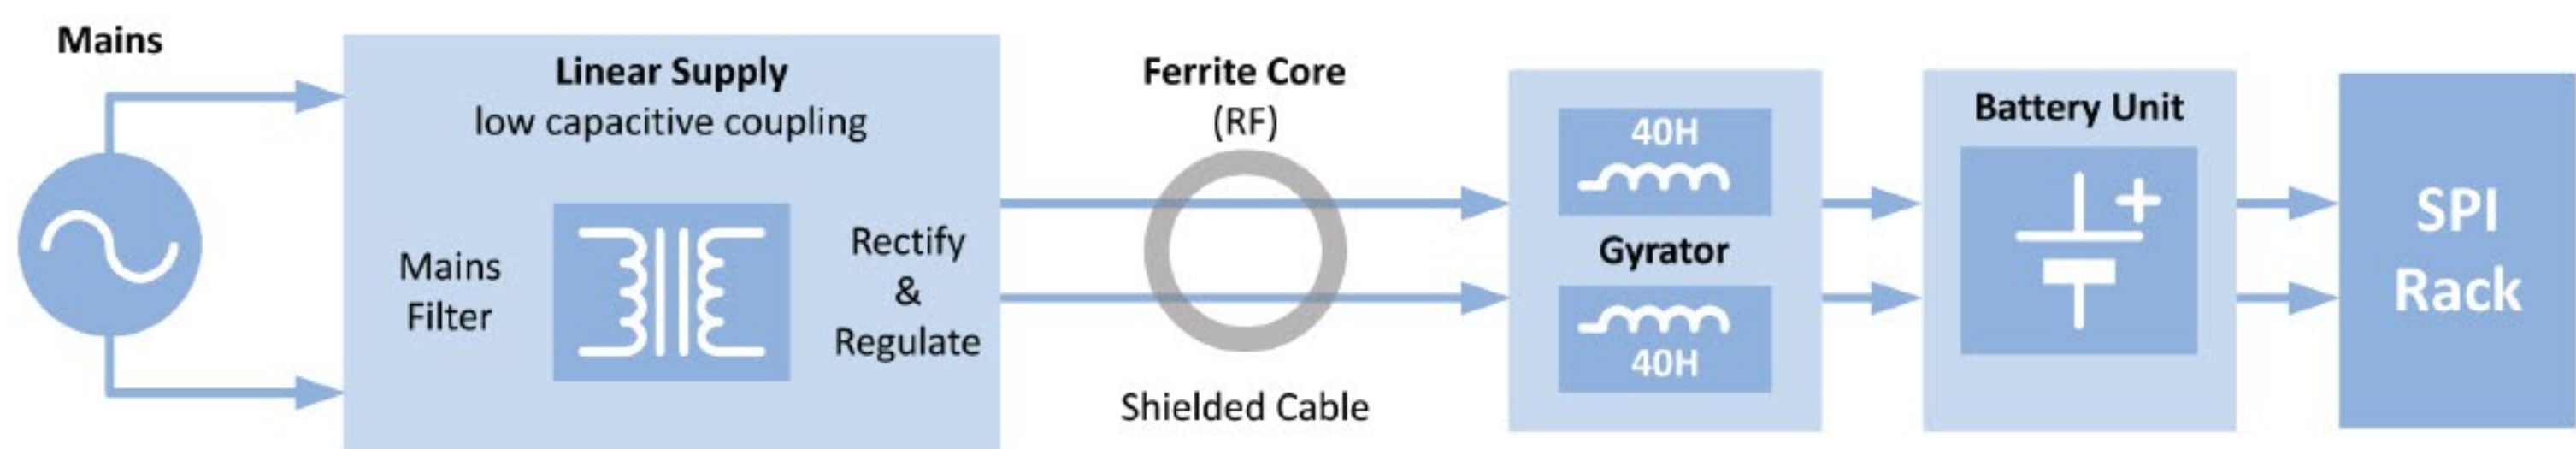 Mains
Linear Supply
low capacitive coupling
Mains
Filter
Rectify
&
Regulate
Ferrite Core
(RF)
Shielded Cable
40H
Gyrator
40H
Battery Unit
+
SPI
Rack